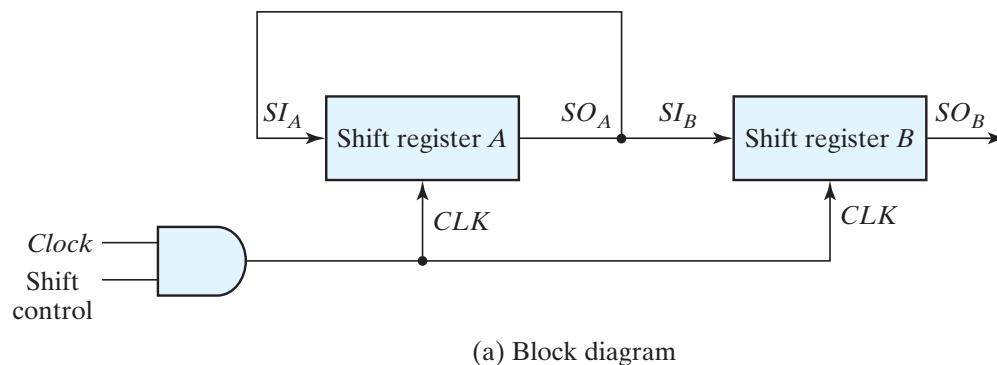 SI_A
Shift register A
SO_A
SI_B
Shift register B
SO_B
CLK
CLK
Clock
Shift
control
(a) Block diagram